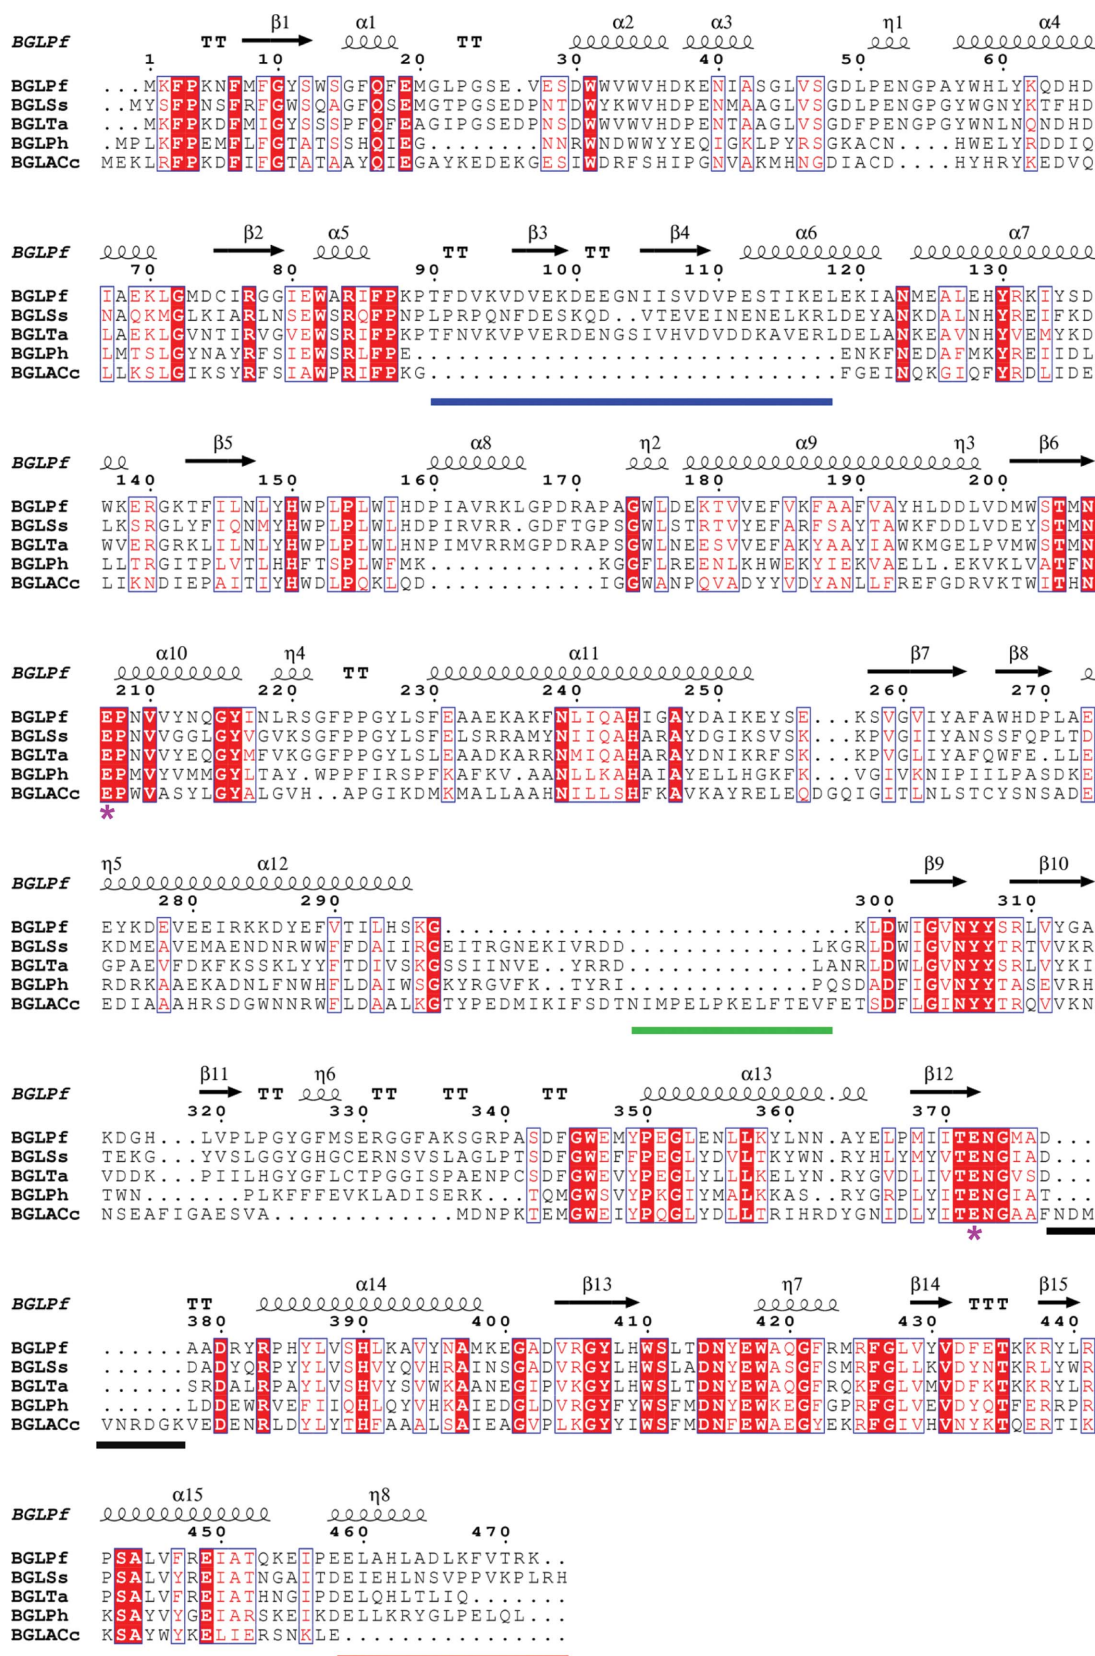 β1 α1 α2 α3 η1 α4
BGLPf TT TT
1 10 20 30 40 50 60
BGLPf ...MKFPKNFMFGYSWSGFQFEMGLPGSE.VESDWWVWVHDKENIASGLVSGDLPENGPAYWHLYKQDHD
BGLSs ..MYSFPNSFRFGWSQAGFQSEMGTPGSEDPNTDWYKWVHDPENMAAGLVSGDLPENGPGYWGNYKTFHD
BGLTa ...MKFPKDFMIGYSSSPFQFEAGIPGSEDPNSDWWVWVHDPENTAAGLVSGDFPENGPGYWNLNQNDHD
BGLPh .MPLKFPEMFLFGTATSSHQIEG......NNRWNDWWYYEQIGKLPYRSGKACN....HWELYRDDIQ
BGLACc MEKLRFPKDFIFGTATAAYQIEGAYKEDEKGESIWDRFSHIPGNVAKMHNGDIACD....HYHRYKEDVQ
β2 α5 β3 β4 α6 α7
BGLPf TT TT
70 80 90 100 110 120 130
BGLPf IAEKLGMDCIRGGIEWARIFPKPTFDVKVDVEKDEEGNIISVDVPESTIKELEKIANMEALEHYRKIYSD
BGLSs NAQKMGLKIARLNSEWSRQFPNPLPRPQNFDESKQD..VTEVEINENELKRLDEYANKDALNHYREIFKD
BGLTa LAEKLGVNTIRVGVEWSRIFPKPTFNVKVPVERDENGSIVHVDVDDKAVERLDELANKEAVNHYVEMYKD
BGLPh LMTSLGYNAYRFSIEWSRLFPE.............................ENKFNEDAFMKYREIIDL
BGLACc LLKSLGIKSYRFSIAWPRIFPKG.............................FGEINQKGIQFYRDLIDE
β5 α8 η2 α9 η3 β6
BGLPf
140 150 160 170 180 190 200
BGLPf WKERGKTFILNLYHWPLPLWIHDPIAVRKLGPDRAPAGWLDEKTVVEFVKFAAFVAYHLDDLVDMWSTMN
BGLSs LKSRGLYFIQNMYHWPLPLWLHDPIRVRR.GDFTGPSGWLSTRTVYEFARFSAYTAWKFDDLVDEYSTMN
BGLTa WVERGRKLILNLYHWPLPLWLHNPIMVRRMGPDRAPSGWLNEESVVEFAKYAAYIAWKMGELPVMWSTMN
BGLPh LLTRGITPLVTLHHFTSPLWFMK............KGGFLREENLKHWEKYIEKVAELL.EKVKLVATFN
BGLACc LIKNDIEPAITIYHWDLPQKLQD............IGGWANPQVADYYVDYANLLFREFGDRVKTWITHN
α10 η4 α11 β7 β8
BGLPf TT
210 220 230 240 250 260 270
BGLPf EPNVVYNQGYINLRSGFPPGYLSFEAAEKAKFNLIQAHIGAYDAIKEYSE...KSVGVIYAFAWHDPLAE
BGLSs EPNVVGGLGYVGVKSGFPPGYLSFELSRRAMYNIIQAHARAYDGIKSVSK...KPVGIIYANSSFQPLTD
BGLTa EPNVVYEQGYMFVKGGFPPGYLSLEAADKARRNMIQAHARAYDNIKRFSK...KPVGLIYAFQWFE.LLE
BGLPh EPMVYVMMGYLTAY.WPPFIRSPFKAFKV.AANLLKAHAIAYELLHGKFK....VGIVKNIPIILPASDKE
BGLACc EPWVASYLGYALGVH..APGIKDMKMALLAAHNILLSHFKAVKAYRELEQDGQIGITLNLSTCYSNSADE
*
η5 α12 β9 β10
BGLPf
280 290 300 310
BGLPf EYKDEVEEIRKKDYEFVTILHSKG..............................KLDWIGVNYYSRLVYGA
BGLSs KDMEAVEMAENDNRWWFFDAIIRGEITRGNEKIVRDD..............LKGRLDWIGVNYYTRTVVKR
BGLTa GPAEVFDKFKSSKLYYFTDIVSKGSSIINVE..YRRD..............LANRLDWLGVNYYSRLVYKI
BGLPh RDRKAAEKADNLFNWHFLDAIWSGKYRGVFK..TYRI..............PQSDADFIGVNYYTASEVRH
BGLACc EDIAAAHRSDGWNNRWFLDAALKGTYPEDMIKIFSDTNIMPELPKELFTEVFETSDFLGINYYTRQVVKN
β11 η6 α13 β12
BGLPf TT TT TT TT
320 330 340 350 360 370
BGLPf KDGH...LVPLPGYGFMSERGGFAKSGRPASDFGWEMYPEGLENLLKYLNN.AYELPMIITENGMAD....
BGLSs TEKG...YVSLGGYGHGCERNSVSLAGLPTSDFGWEFFPEGLYDVLTKYWN.RYHLYMYVTENGIAD....
BGLTa VDDK...PIILHGYGFLCTPGGISPAENPCSDFGWEVYPEGLYLLLKELYN.RYGVDLIVTENGVSD....
BGLPh TWN.......PLKFFFEVKLADISERK...TQMGWSVYPKGIYMALKKAS..RYGRPLYITENGIAT....
BGLACc NSEAFIGAESVA.............MDNPKTEMGWEIYPQGLYDLLTRIHRDYGNIDLYITENGAAFNDM
*
α14 β13 η7 β14 β15
BGLPf TT TTT
380 390 400 410 420 430 440
BGLPf ......AADRYRPHYLVSHLKAVYNAMKEGADVRGYLHWSLTDNYEWAQGFRMRFGLVYVDFETKKRYLR
BGLSs ......DADYQRPYYLVSHVYQVHRAINSGADVRGYLHWSLADNYEWASGFSMRFGLLKVDYNTKRLYWR
BGLTa ......SRDALRPAYLVSHVYSVWKAANEGIPVKGYLHWSLTDNYEWAQGFRQKFGLVMVDFKTKKRYLR
BGLPh ......LDDEWRVEFIIQHLQYVHKAIEDGLDVRGYFYWSFMDNYEWKEGFGPRFGLVEVDYQTFERRPR
BGLACc VNRDGKVEDENRLDYLYTHFAAALSAIEAGVPLKGYYIWSFMDNFEWAEGYEKRFGIVHVNYKTQERTIK
α15 η8
BGLPf
450 460 470
BGLPf PSALVFREIATQKEIPEELAHLADLKFVTRK..
BGLSs PSALVYREIATNGAITDEIEHLNSVPPVKPLRH
BGLTa PSALVFREIATHNGIPDELQHLTLIQ.......
BGLPh KSAYVYGEIARSKEIKDELLKRYGLPELQL...
BGLACc KSAYWYKELIERSNKLE................